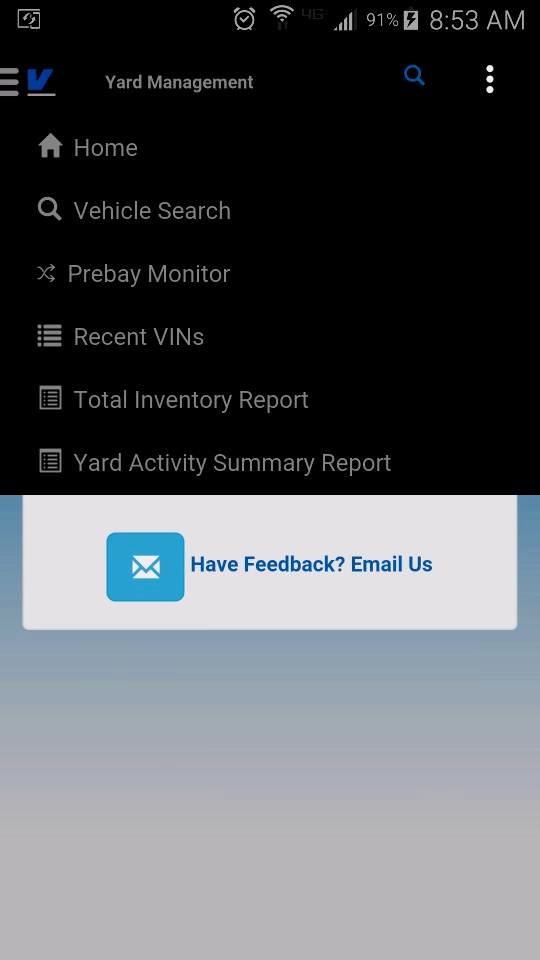 4G 91% 8:53 AM
Yard Management
Home
Vehicle Search
Prebay Monitor
Recent VINs
Total Inventory Report
Yard Activity Summary Report
Have Feedback? Email Us